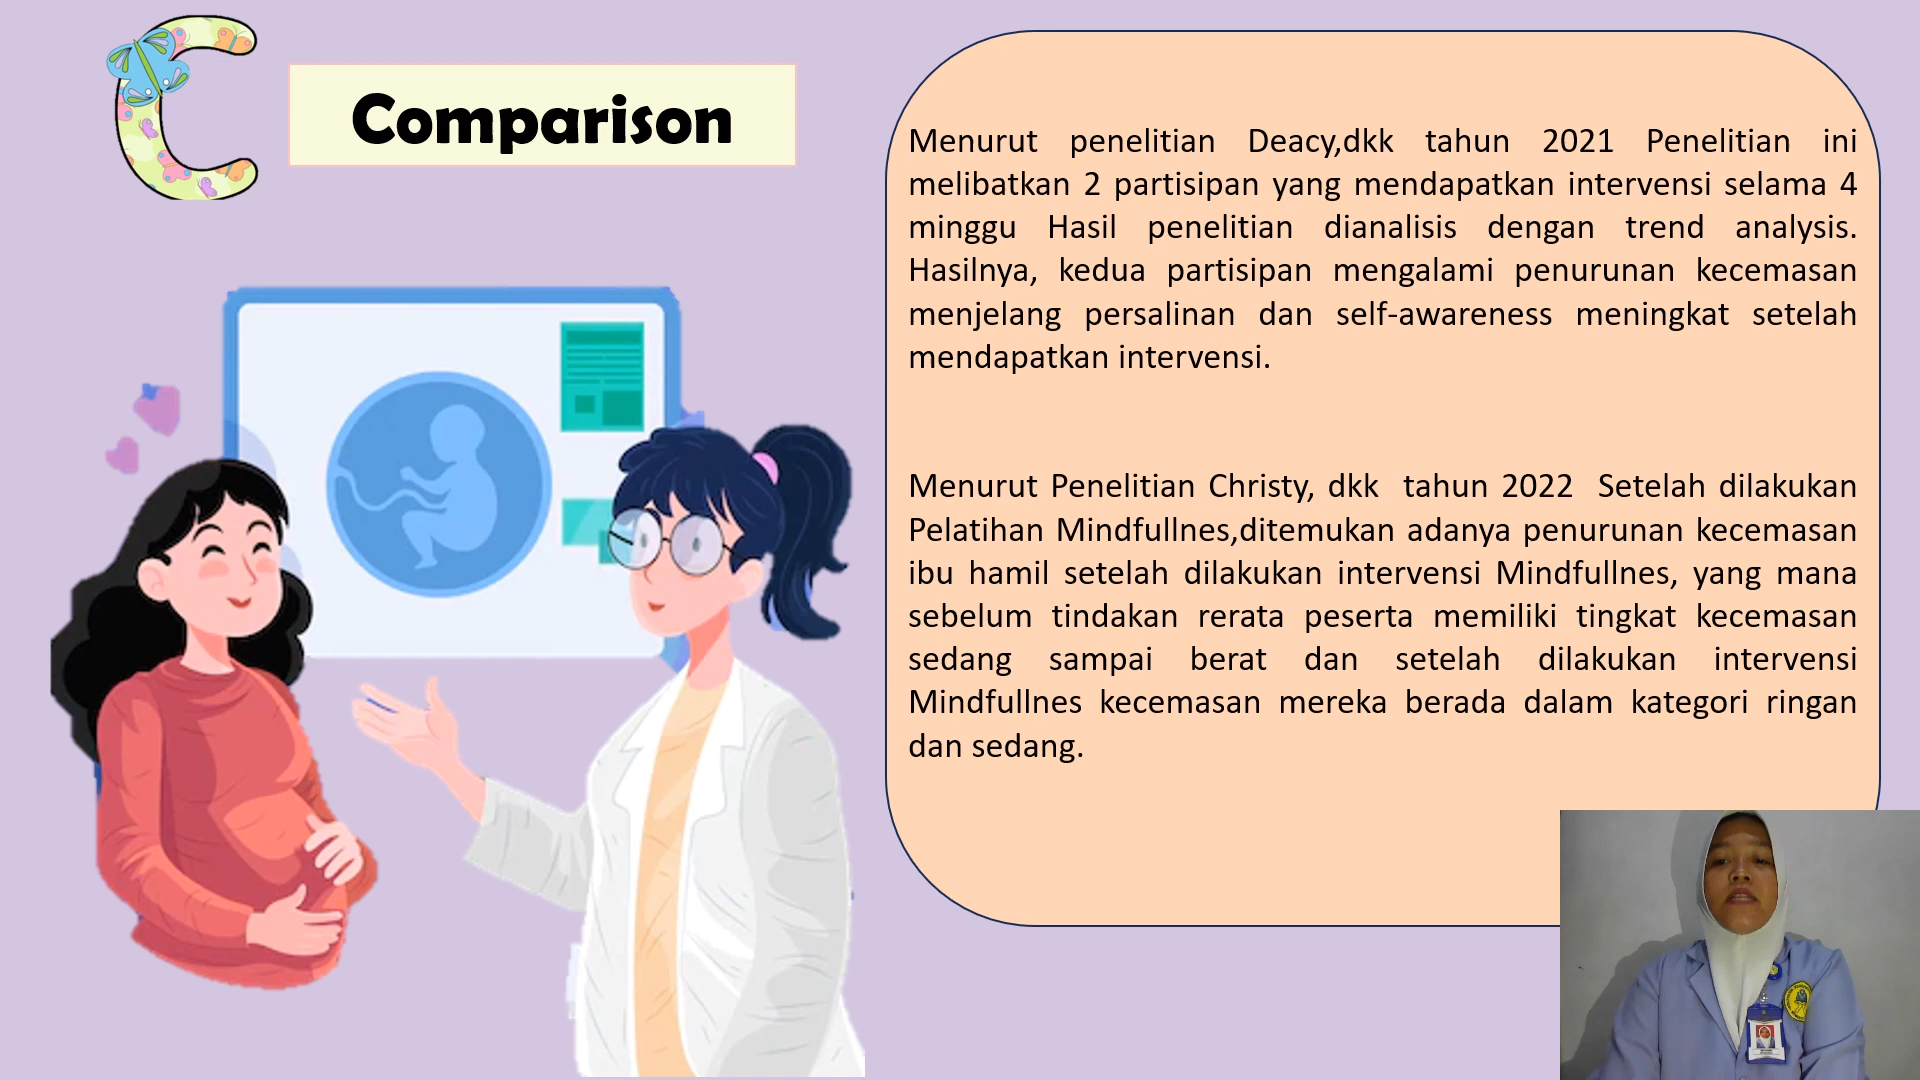 C
Comparison
Menurut penelitian Deacy,dkk tahun 2021 Penelitian ini
melibatkan 2 partisipan yang mendapatkan intervensi selama 4
minggu Hasil penelitian dianalisis dengan trend analysis.
Hasilnya, kedua partisipan mengalami penurunan kecemasan
menjelang persalinan dan self-awareness meningkat setelah
mendapatkan intervensi.
Menurut Penelitian Christy, dkk tahun 2022 Setelah dilakukan
Pelatihan Mindfullnes,ditemukan adanya penurunan kecemasan
ibu hamil setelah dilakukan intervensi Mindfullnes, yang mana
sebelum tindakan rerata peserta memiliki tingkat kecemasan
sedang sampai berat dan setelah dilakukan intervensi
Mindfullnes kecemasan mereka berada dalam kategori ringan
dan sedang.